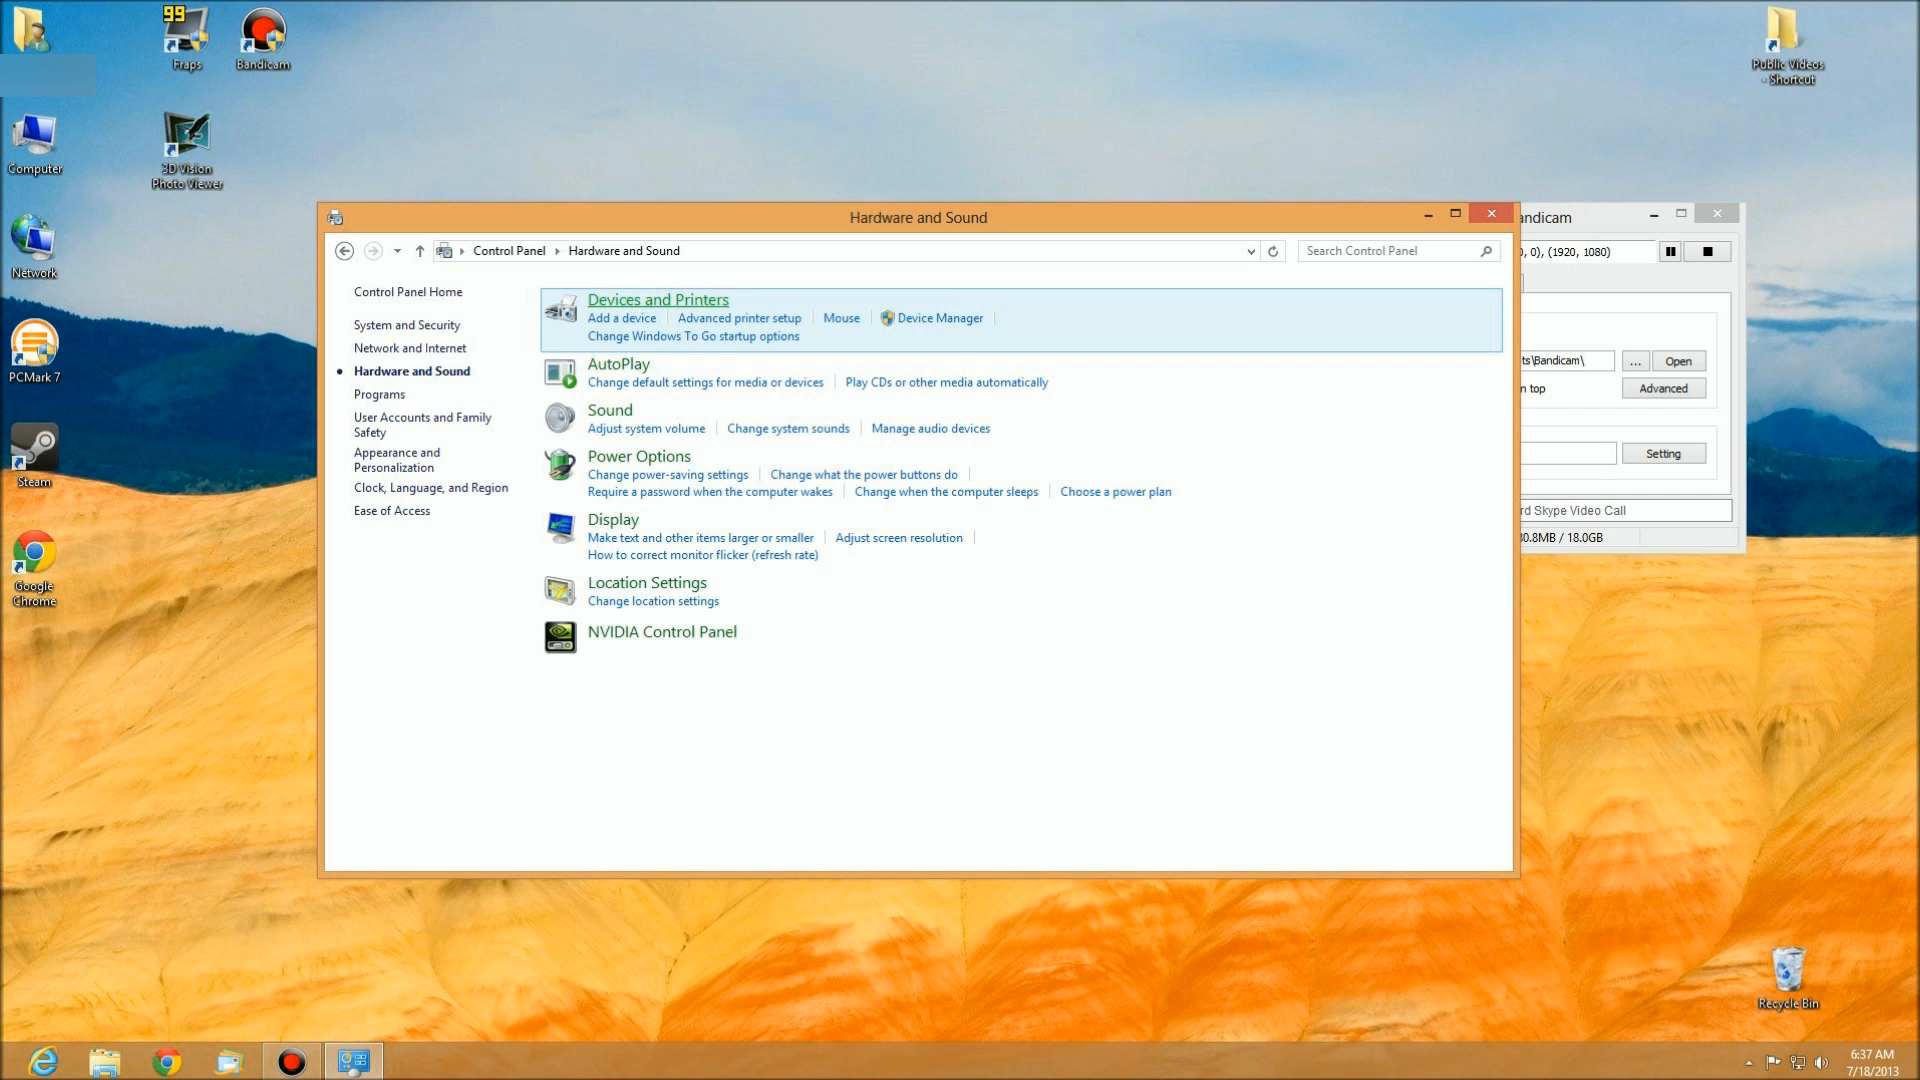 99
Fraps
Bandicam
Public Videos
- Shortcut
Computer
3D Vision
Photo Viewer
Network
PCMark 7
Steam
Google
Chrome
Hardware and Sound
Control Panel
Hardware and Sound
Search Control Panel
Control Panel Home
System and Security
Network and Internet
Hardware and Sound
Programs
User Accounts and Family
Safety
Appearance and
Personalization
Clock, Language, and Region
Ease of Access
Devices and Printers
Add a device
Advanced printer setup
Mouse
Device Manager
Change Windows To Go startup options
AutoPlay
Change default settings for media or devices
Play CDs or other media automatically
Sound
Adjust system volume
Change system sounds
Manage audio devices
Power Options
Change power-saving settings
Change what the power buttons do
Require a password when the computer wakes
Change when the computer sleeps
Choose a power plan
Display
Make text and other items larger or smaller
Adjust screen resolution
How to correct monitor flicker (refresh rate)
Location Settings
Change location settings
NVIDIA Control Panel
andicam
, 0), (1920, 1080)
ts\Bandicam\
...
Open
n top
Advanced
Setting
rd Skype Video Call
0.8MB / 18.0GB
Recycle Bin
6:37 AM
7/18/2013